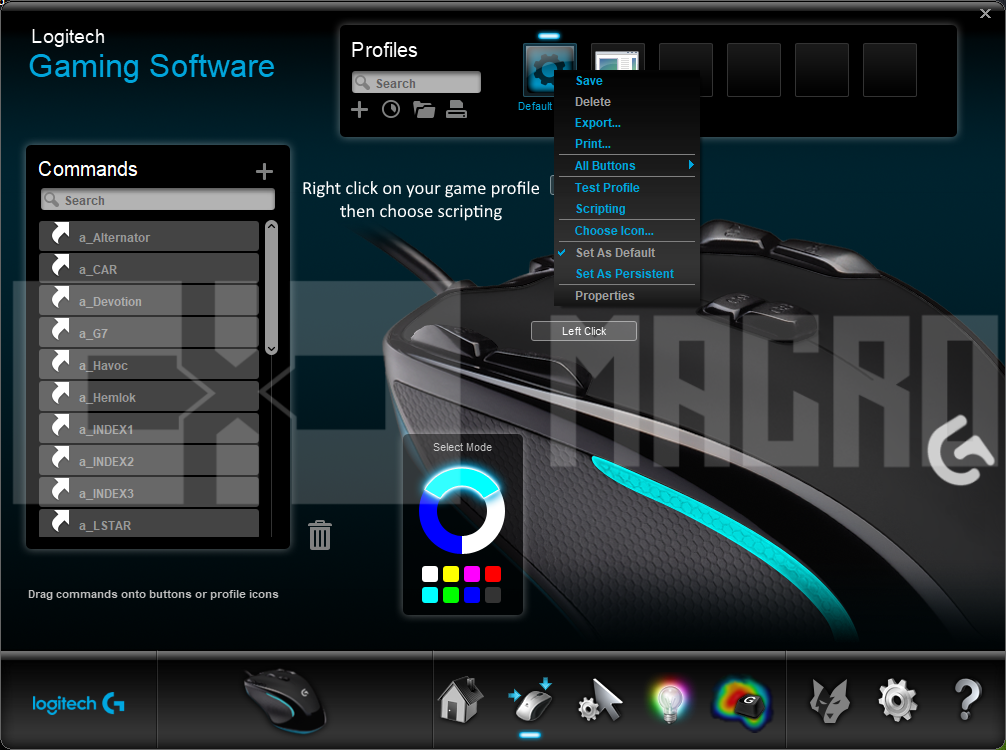 Logitech
Gaming Software
Profiles
Search
Default
Save
Delete
Export...
Print...
All Buttons
Test Profile
Scripting
Choose Icon...
Set As Default
Set As Persistent
Properties
Commands
Search
a_Alternator
a_CAR
a_Devotion
a_G7
a_Havoc
a_Hemlok
a_INDEX1
a_INDEX2
a_INDEX3
a_LSTAR
Right click on your game profile
then choose scripting
Left Click
MACRO
Select Mode
Drag commands onto buttons or profile icons
logitech G
G
?